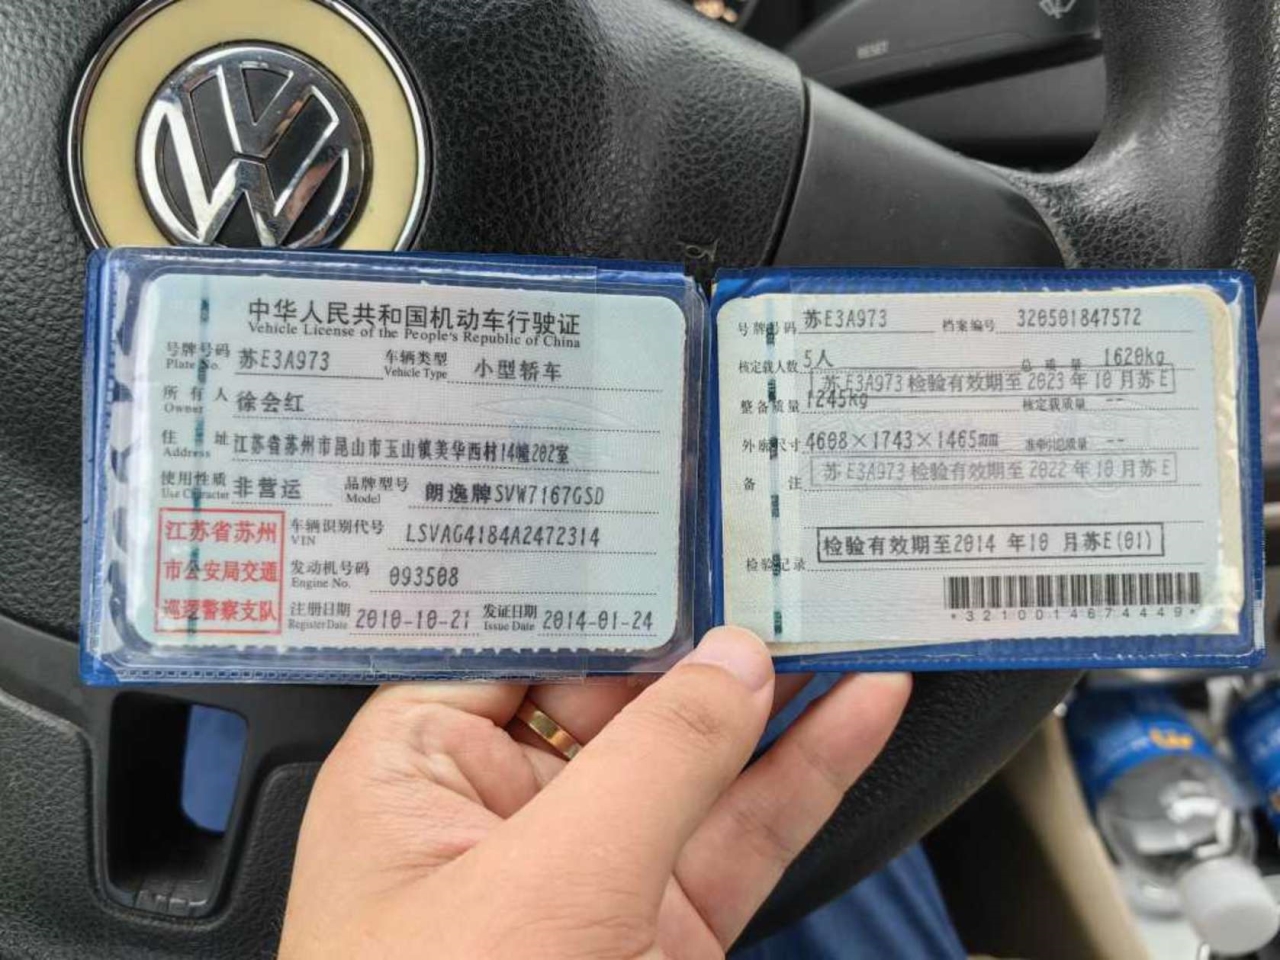 RESET
中华人民共和国机动车行驶证
Vehicle License of the People's Republic of China
号牌号码 苏E3A973 车辆类型 小型轿车
Plate No. Vehicle Type
所有人 徐会红
Owner
住址 江苏省苏州市昆山市玉山镇美华西村14幢202室
Address
使用性质 非营运 品牌型号 朗逸牌SVW7167GSD
Use Character Model
江苏省苏州
市公安局交通
巡逻警察支队
车辆识别代号 LSVAG4184A2472314
VIN
发动机号码 093508
Engine No.
注册日期 2010-10-21 发证日期 2014-01-24
Register Date Issue Date
号牌号码 苏E3A973 档案编号 320501847572
核定载人数 5人 总质量 1620kg
苏E3A973 检验有效期至2023年10月苏E
整备质量 1245kg 核定载质量 --
外廓尺寸 4608×1743×1465mm 准牵引总质量 --
苏E3A973 检验有效期至2022年10月苏E
备注
检验有效期至2014 年10 月苏E(01)
检验记录
*3210014674449*